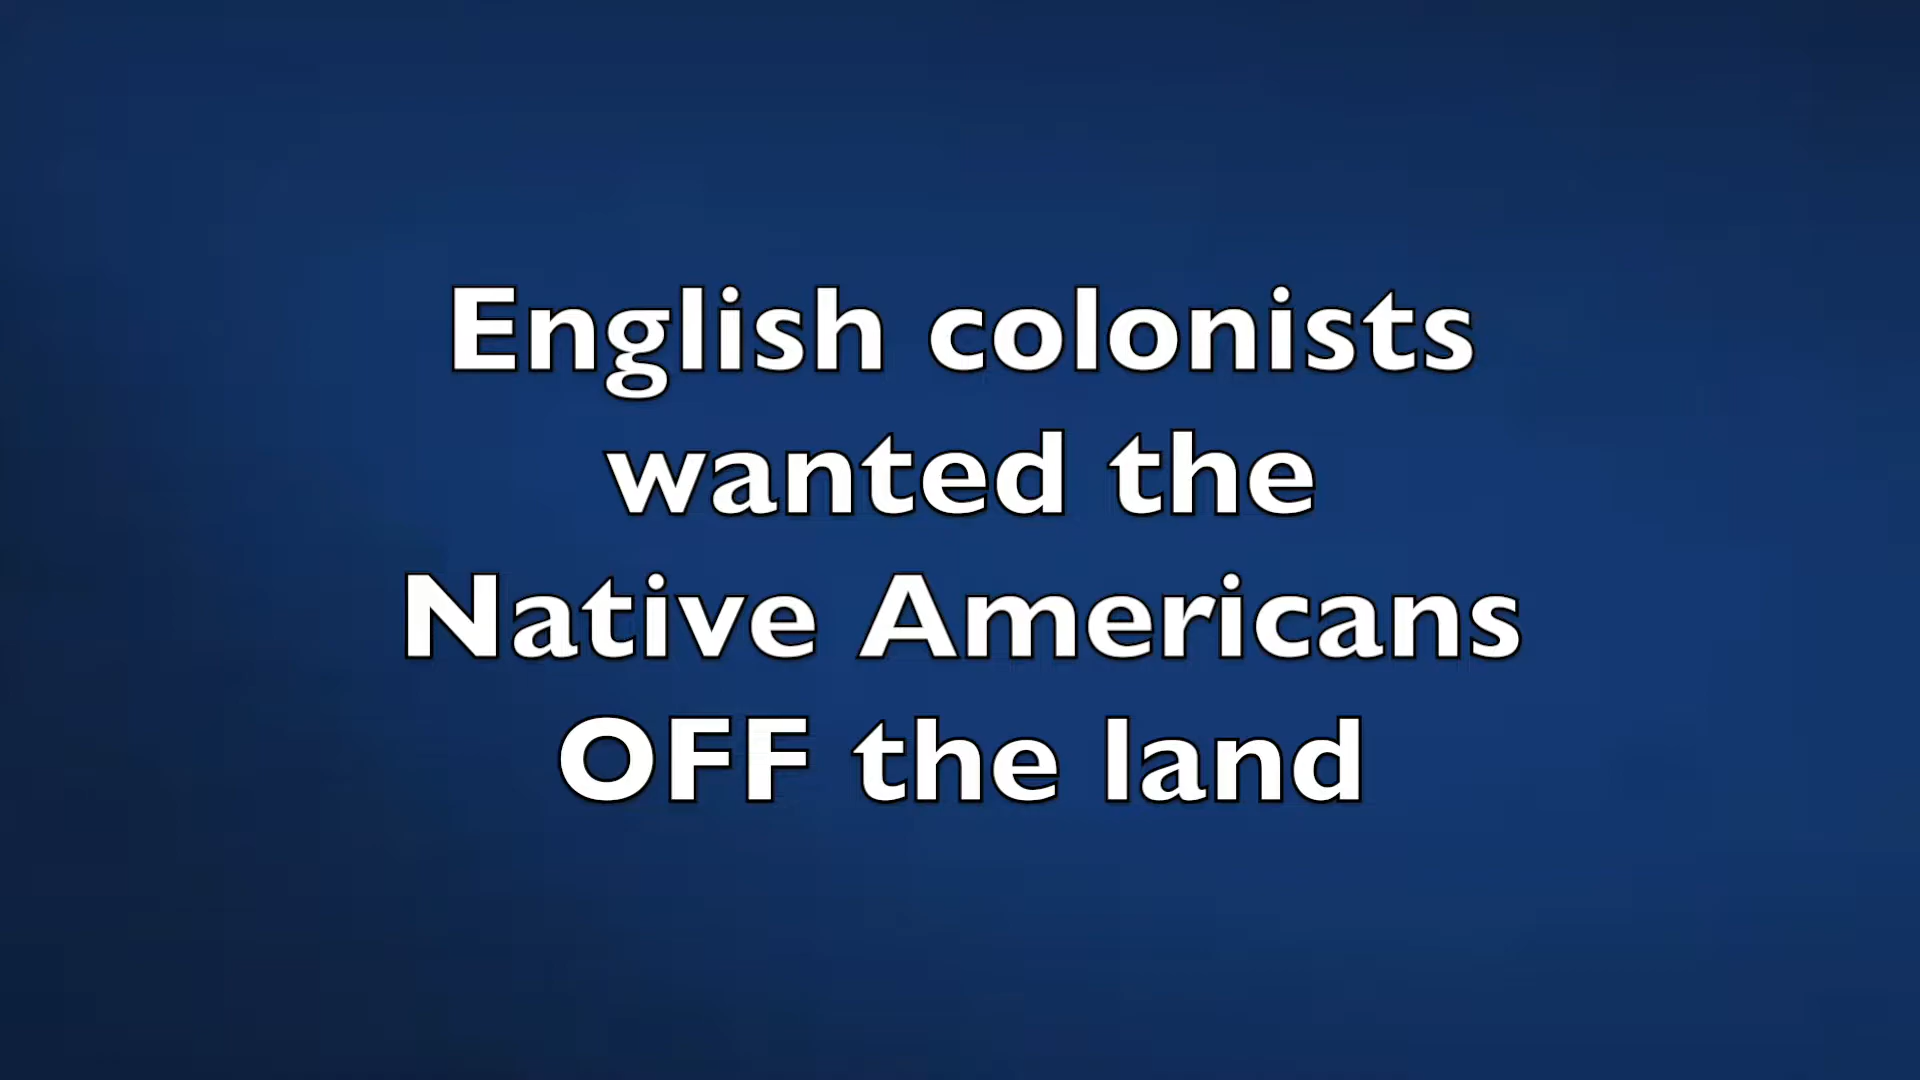 English colonists
wanted the
Native Americans
OFF the land